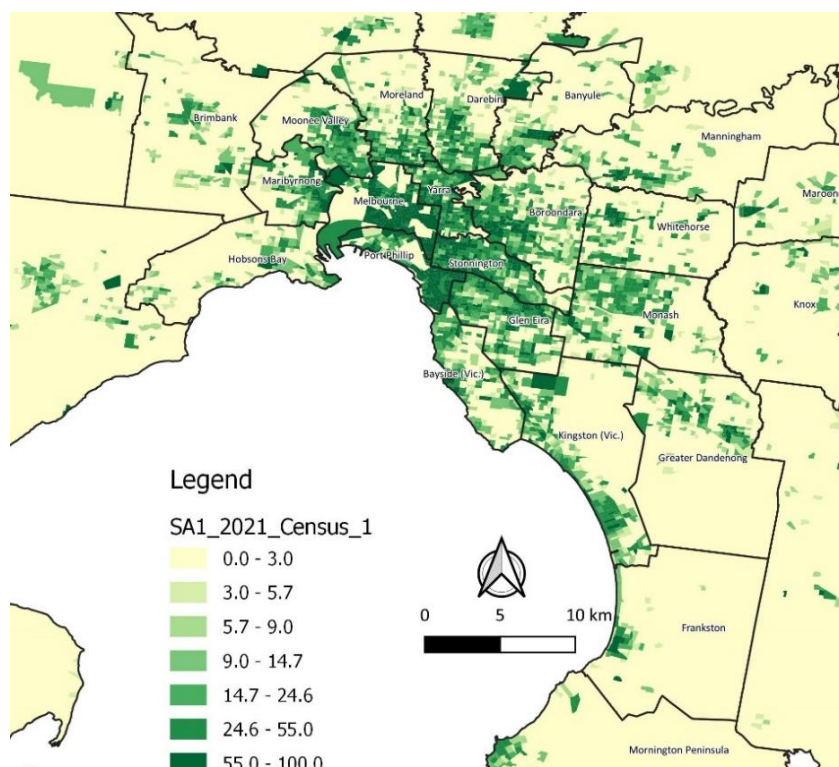 Moreland
Darebin
Banyule
Brimbank
Moonee Valley
Manningham
Maribyrnong
Yarra
Melbourne
Maroon
Boroondara
Whitehorse
Hobsons Bay
Port Phillip
Stonnington
Knox
Glen Eira
Monash
Bayside (Vic.)
Kingston (Vic.)
Greater Dandenong
Legend
SA1_2021_Census_1
0.0 - 3.0
3.0 - 5.7
5.7 - 9.0
9.0 - 14.7
14.7 - 24.6
24.6 - 55.0
55.0 - 100.0
0 5 10 km
Frankston
Mornington Peninsula